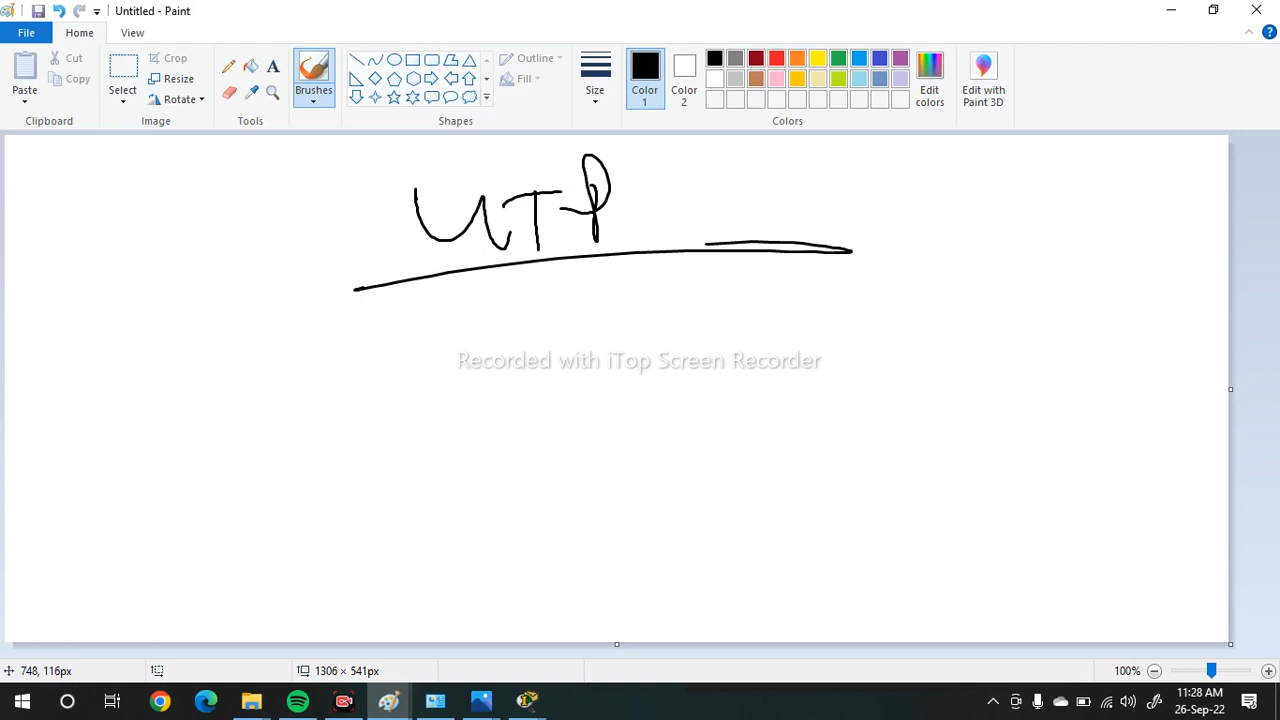 Untitled - Paint
File
Home
View
Paste
Cut
Copy
Clipboard
Select
Crop
Resize
Rotate
Image
Tools
Brushes
Shapes
Outline
Fill
Size
Color 1
Color 2
Colors
Edit colors
Edit with Paint 3D
UTP
Recorded with iTop Screen Recorder
748, 116px
1306 × 541px
100%
11:28 AM
26-Sep-22